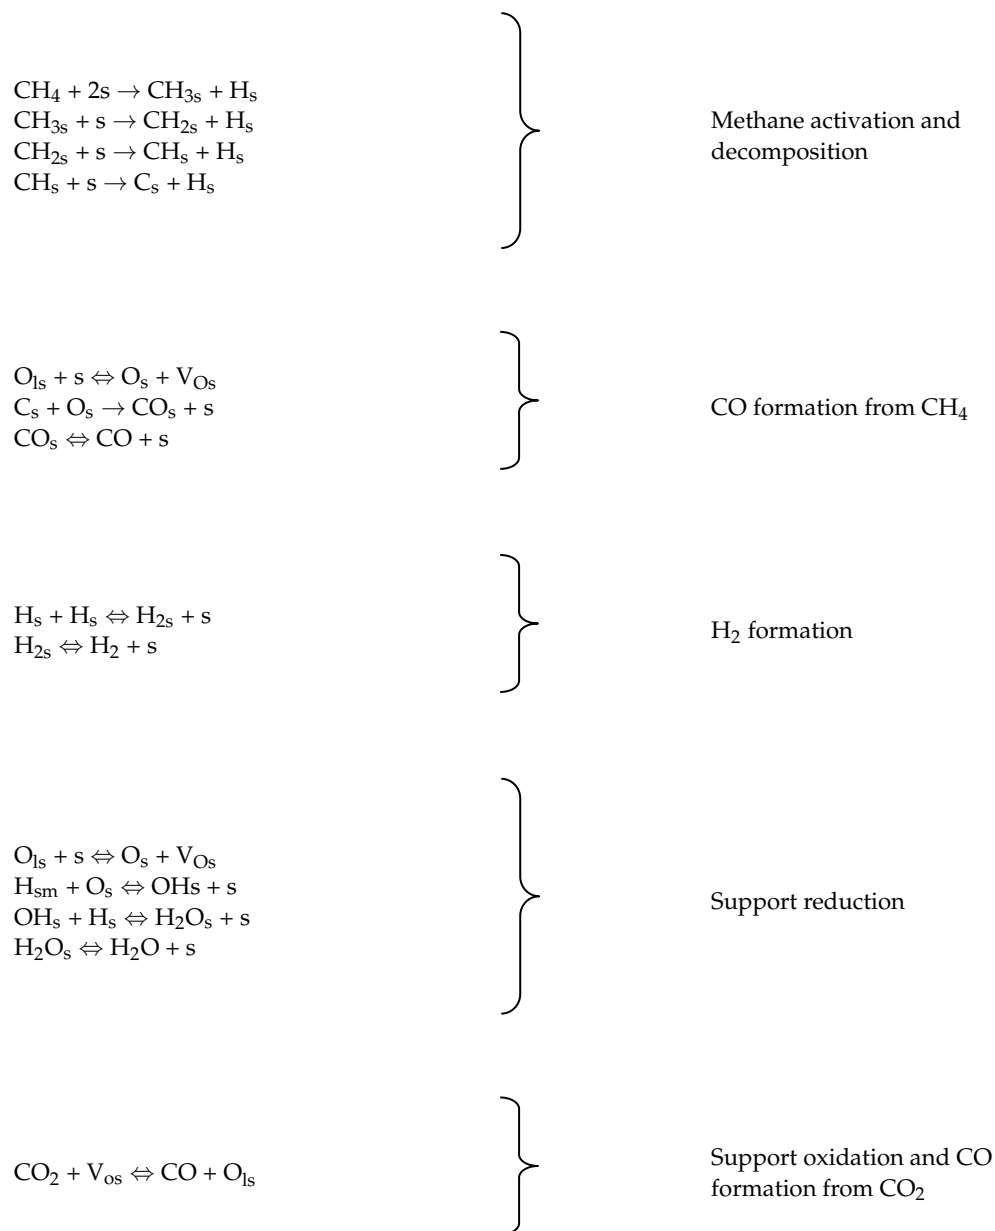 CH₄ + 2s → CH₃ₛ + Hₛ
CH₃ₛ + s → CH₂ₛ + Hₛ
CH₂ₛ + s → CHₛ + Hₛ
CHₛ + s → Cₛ + Hₛ
Methane activation and
decomposition
Oₗₛ + s ⇔ Oₛ + V_Os
Cₛ + Oₛ → COₛ + s
COₛ ⇔ CO + s
CO formation from CH₄
Hₛ + Hₛ ⇔ H₂ₛ + s
H₂ₛ ⇔ H₂ + s
H₂ formation
Oₗₛ + s ⇔ Oₛ + V_Os
Hₛₘ + Oₛ ⇔ OHs + s
OHₛ + Hₛ ⇔ H₂Oₛ + s
H₂Oₛ ⇔ H₂O + s
Support reduction
CO₂ + Vₒₛ ⇔ CO + Oₗₛ
Support oxidation and CO
formation from CO₂